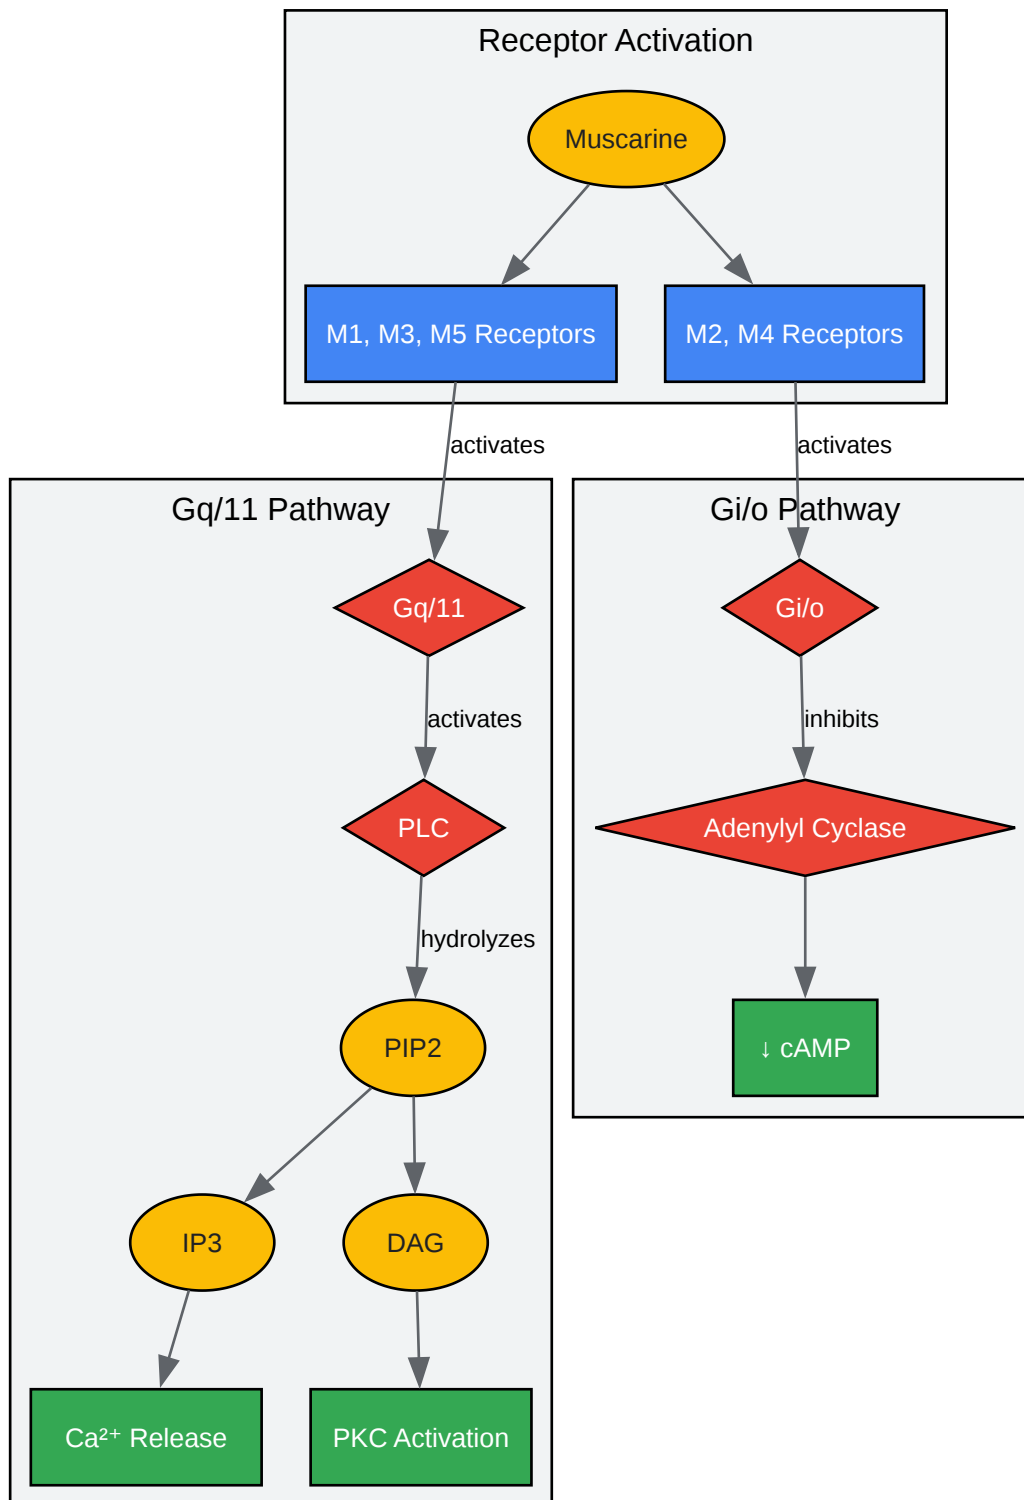 Receptor Activation
Muscarine
M1, M3, M5 Receptors
M2, M4 Receptors
activates
activates
Gq/11 Pathway
Gi/o Pathway
Gq/11
Gi/o
activates
inhibits
PLC
Adenylyl Cyclase
hydrolyzes
PIP2
↓ cAMP
IP3
DAG
Ca²⁺ Release
PKC Activation